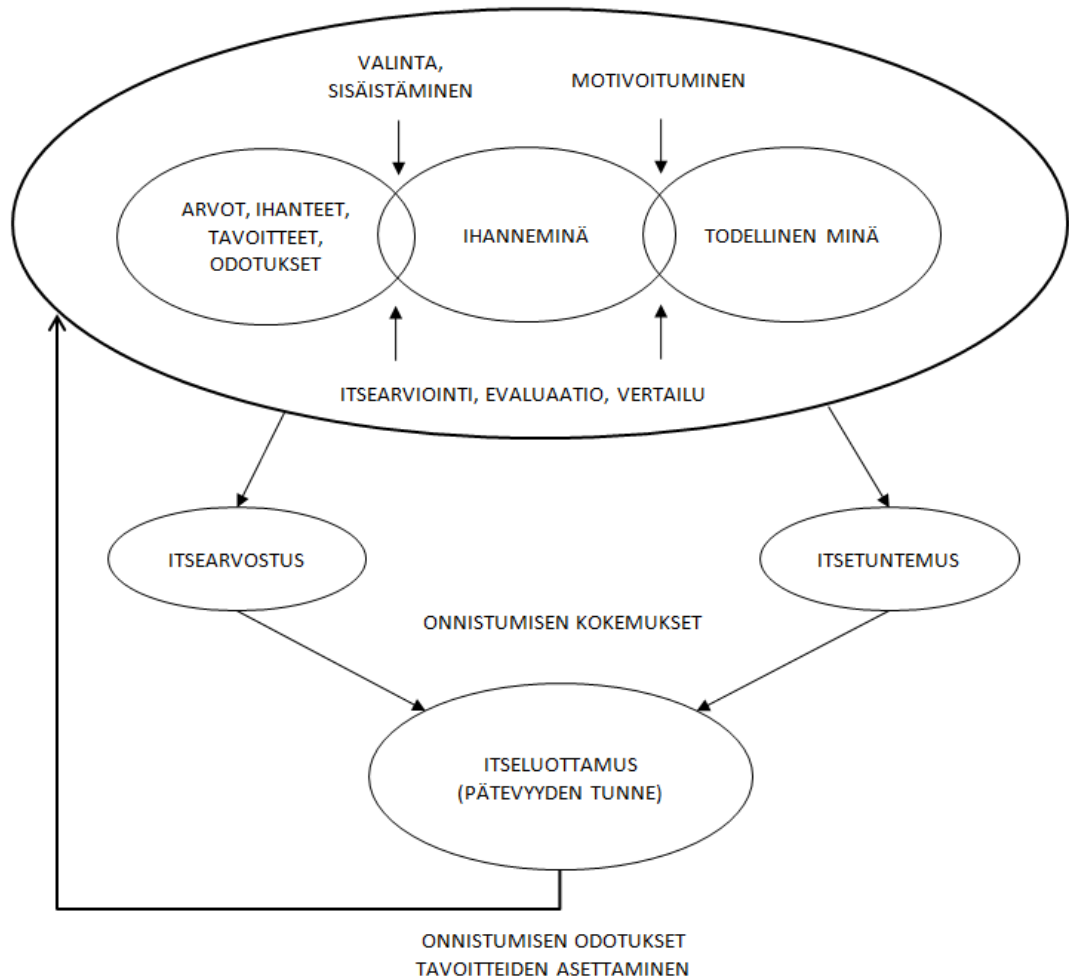 VALINTA,
SISÄISTÄMINEN
MOTIVOITUMINEN
ARVOT, IHANTEET,
TAVOITTEET,
ODOTUKSET
IHANNEMINÄ
TODELLINEN MINÄ
ITSEARVIOINTI, EVALUAATIO, VERTAILU
ITSEARVOSTUS
ITSETUNTEMUS
ONNISTUMISEN KOKEMUKSET
ITSELUOTTAMUS
(PÄTEVYYDEN TUNNE)
ONNISTUMISEN ODOTUKSET
TAVOITTEIDEN ASETTAMINEN